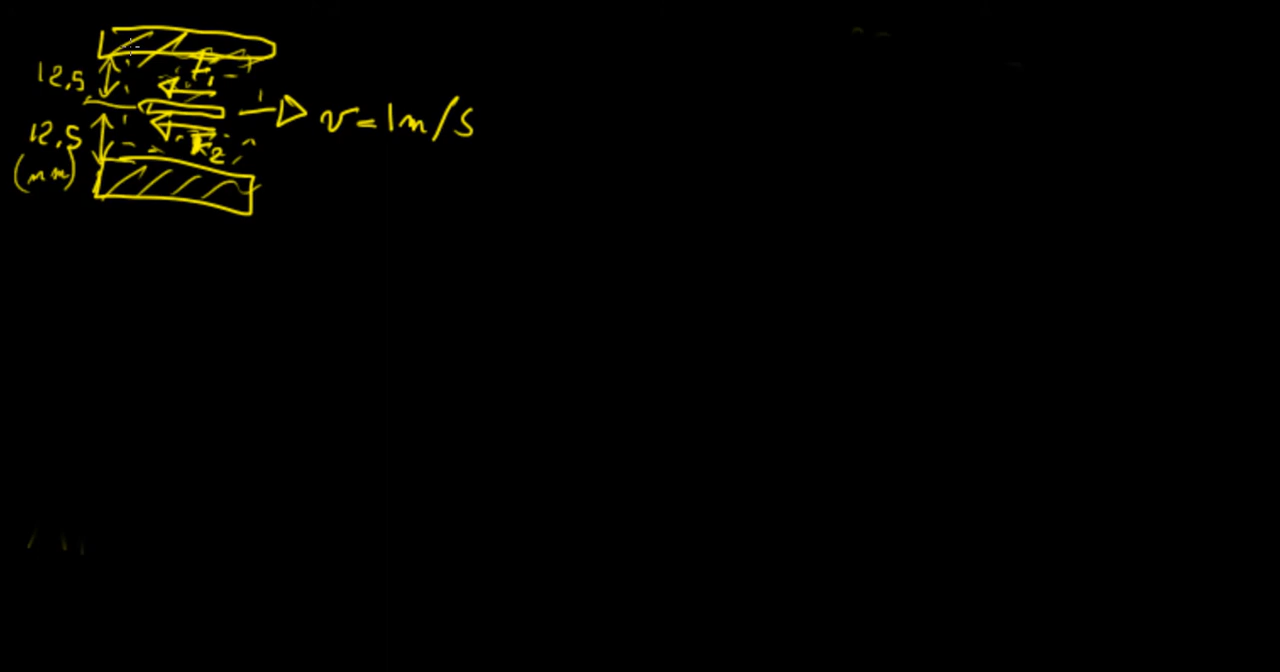 F₁
12,5
v = 1m/s
12,5
F₂
(mm)